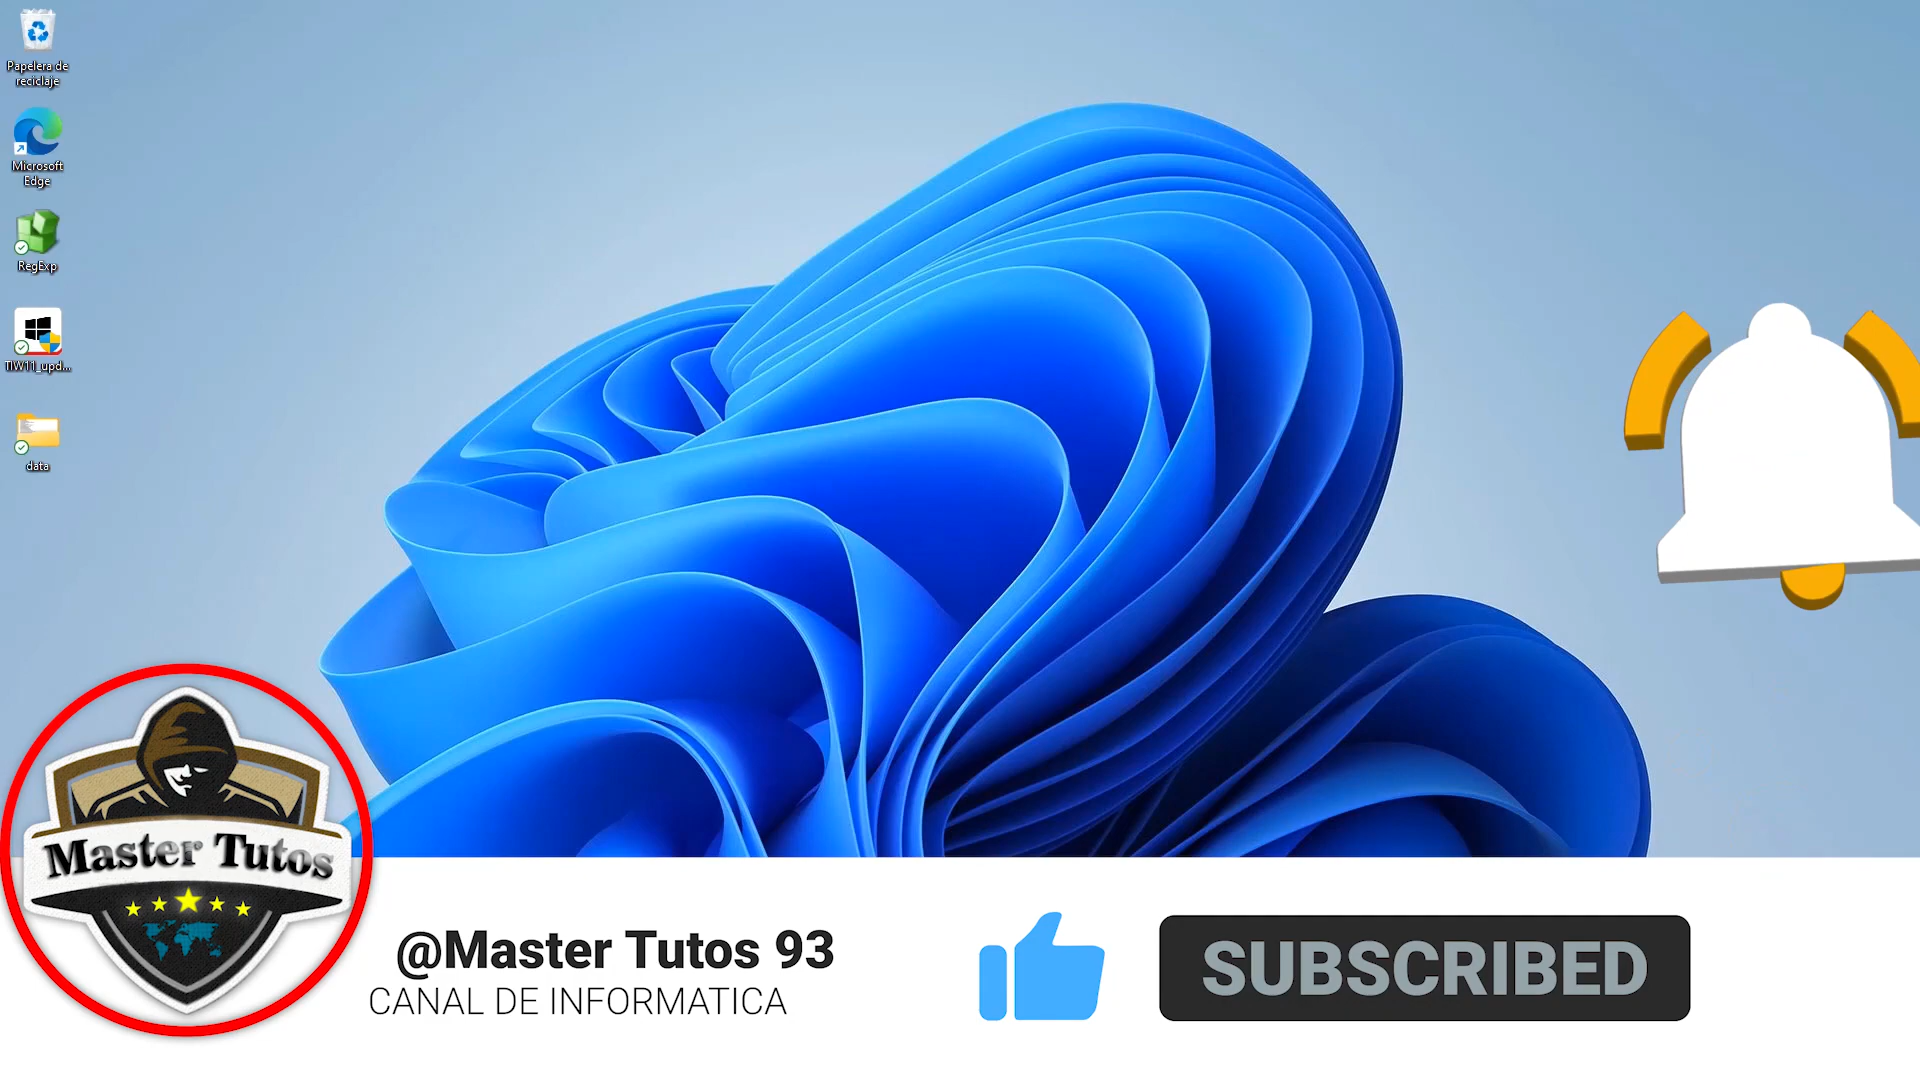 Papelera de
reciclaje
Microsoft
Edge
RegExp
TIW11_upd...
data
Master Tutos
@Master Tutos 93
CANAL DE INFORMATICA
SUBSCRIBED